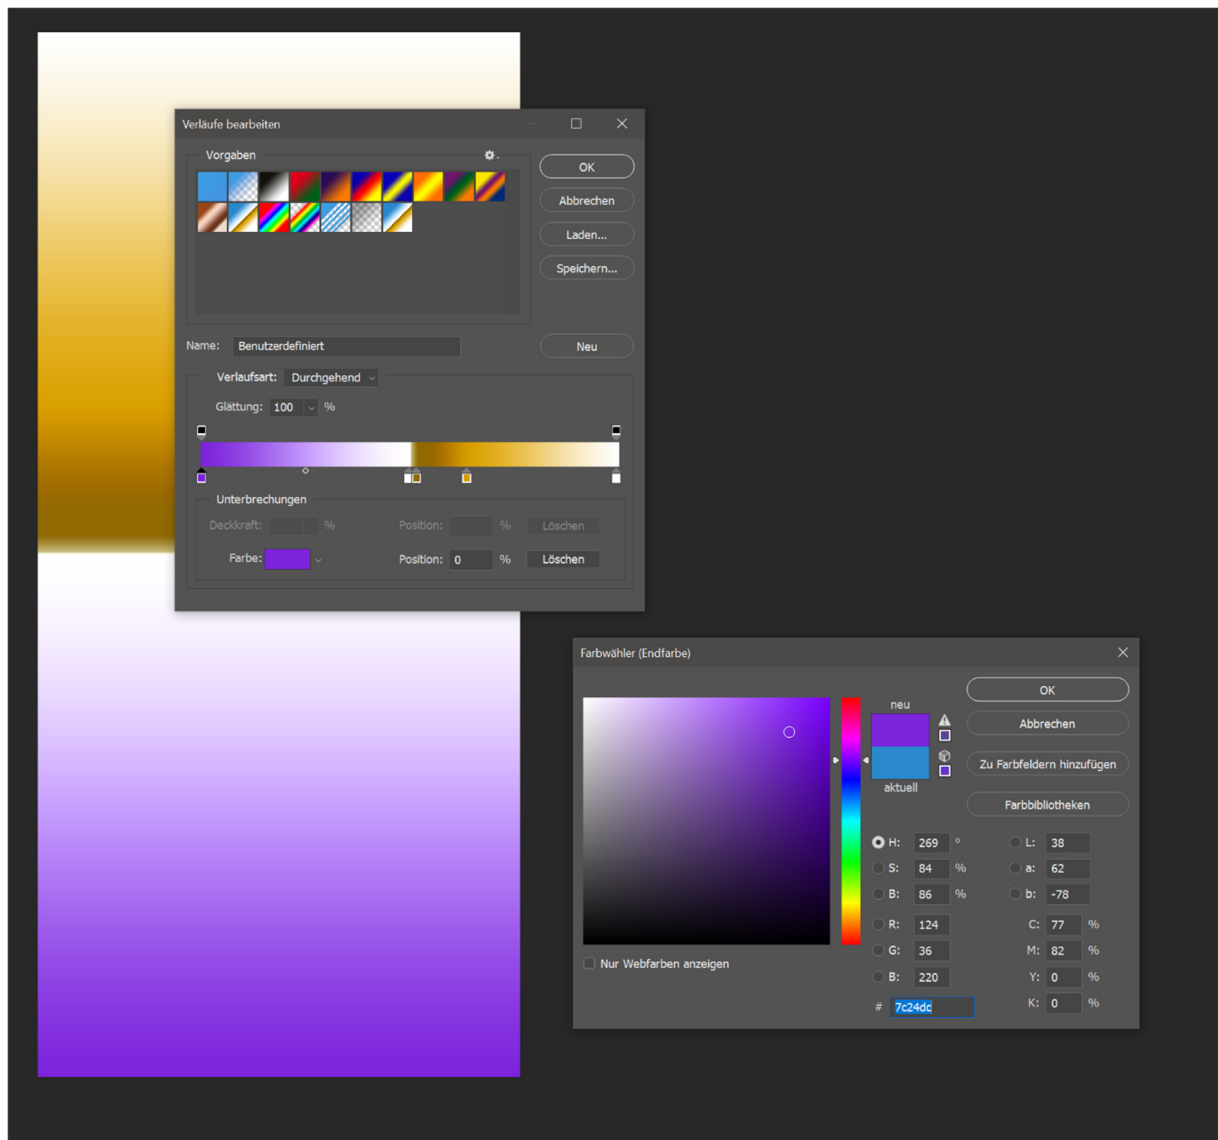 Verläufe bearbeiten
Vorgaben
OK
Abbrechen
Laden...
Speichern...
Name: Benutzerdefiniert
Neu
Verlaufsart: Durchgehend
Glättung: 100 %
Unterbrechungen
Deckkraft: % Position: % Löschen
Farbe: Position: 0 % Löschen
Farbwähler (Endfarbe)
neu
aktuell
OK
Abbrechen
Zu Farbfeldern hinzufügen
Farbbibliotheken
H: 269 ° L: 38
S: 84 % a: 62
B: 86 % b: -78
R: 124 C: 77 %
G: 36 M: 82 %
B: 220 Y: 0 %
# 7c24dc K: 0 %
Nur Webfarben anzeigen